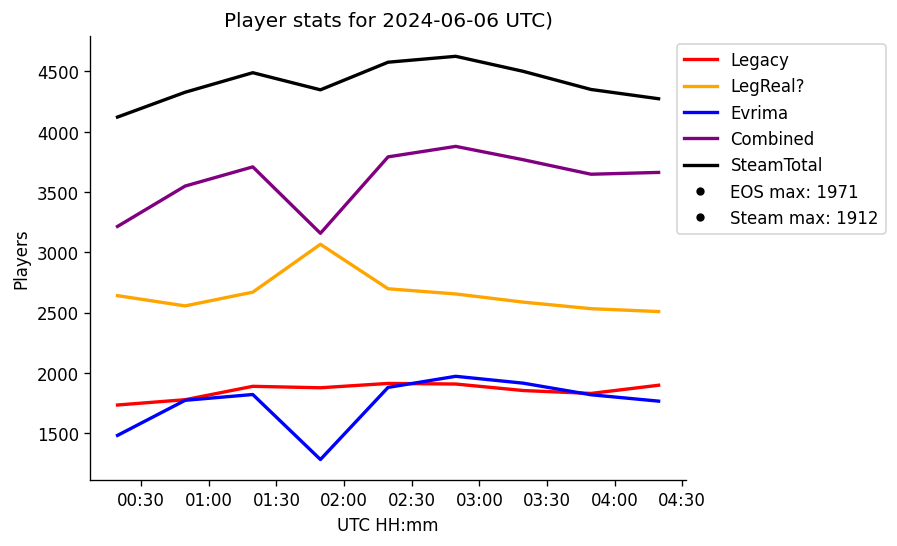 Player stats for 2024-06-06 UTC)
Legacy
LegReal?
Evrima
Combined
SteamTotal
EOS max: 1971
Steam max: 1912
Players
4500
4000
3500
3000
2500
2000
1500
00:30 01:00 01:30 02:00 02:30 03:00 03:30 04:00 04:30
UTC HH:mm